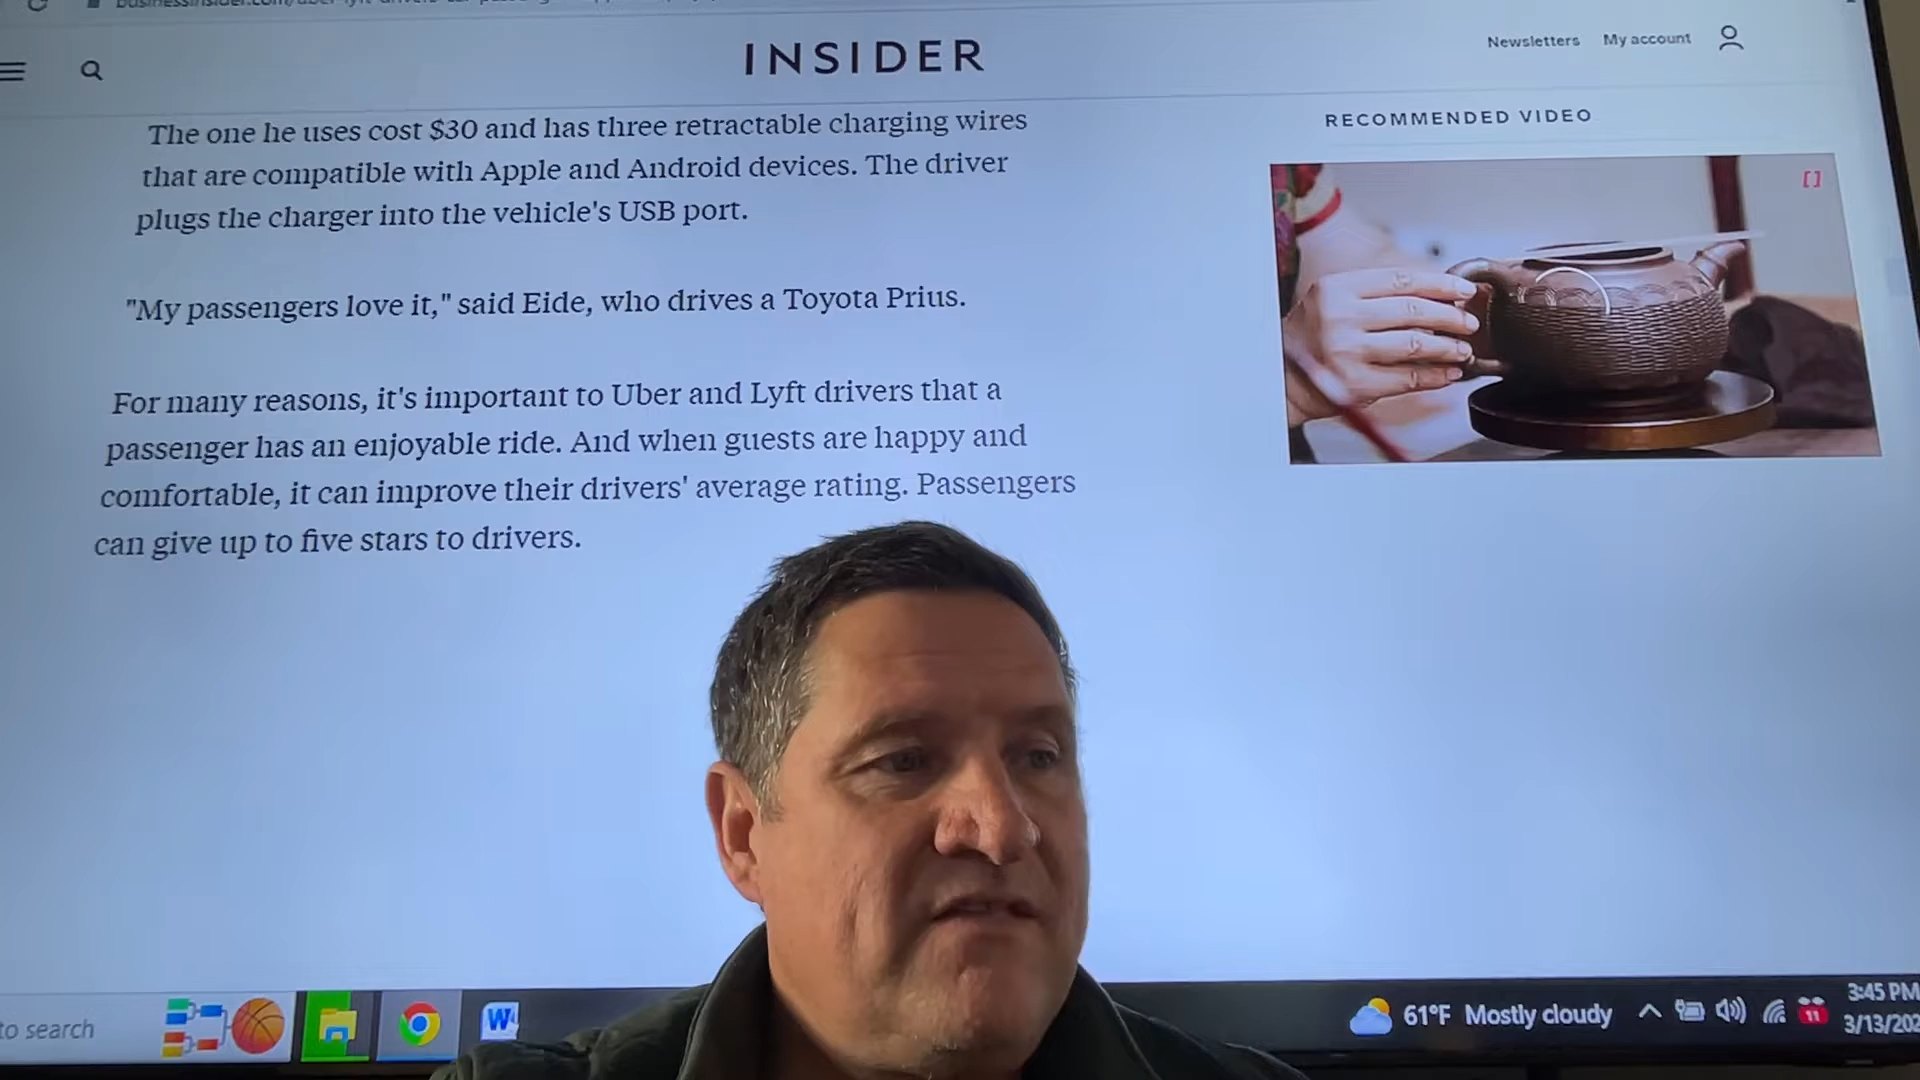 INSIDER
Newsletters
My account
The one he uses cost $30 and has three retractable charging wires
that are compatible with Apple and Android devices. The driver
plugs the charger into the vehicle's USB port.
"My passengers love it," said Eide, who drives a Toyota Prius.
For many reasons, it's important to Uber and Lyft drivers that a
passenger has an enjoyable ride. And when guests are happy and
comfortable, it can improve their drivers' average rating. Passengers
can give up to five stars to drivers.
RECOMMENDED VIDEO
[]
to search
W
61°F Mostly cloudy
11
3:45 PM
3/13/202